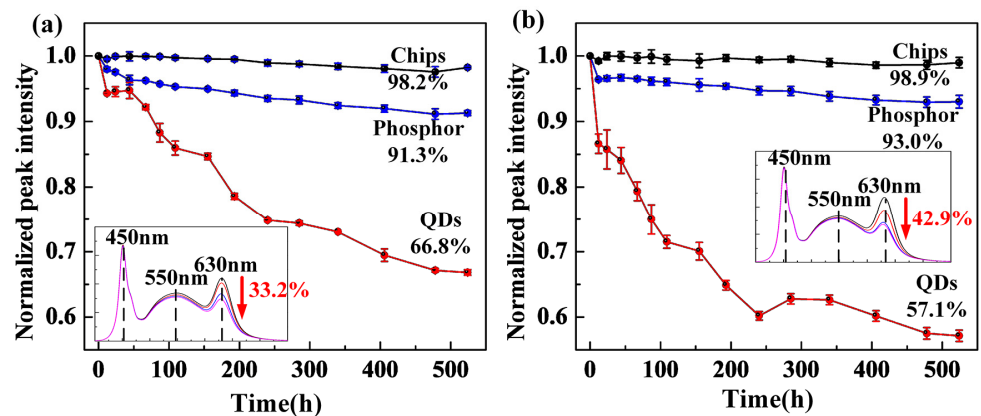 (a)
Normalized peak intensity
1.0
0.9
0.8
0.7
0.6
Chips
98.2%
Phosphor
91.3%
QDs
66.8%
450nm
550nm
630nm
33.2%
0
100
200
300
400
500
Time(h)
(b)
Normalized peak intensity
1.0
0.9
0.8
0.7
0.6
Chips
98.9%
Phosphor
93.0%
450nm
550nm
630nm
42.9%
QDs
57.1%
0
100
200
300
400
500
Time(h)